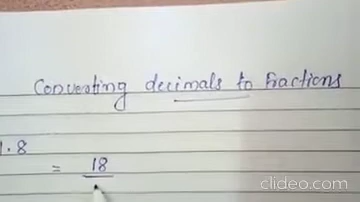 Converting decimals to fractions
1.8
= 18
clideo.com